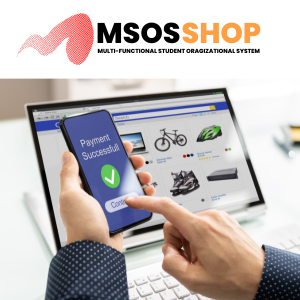 MSOSSHOP
MULTI-FUNCTIONAL STUDENT ORAGIZATIONAL SYSTEM
Payment
Successful!